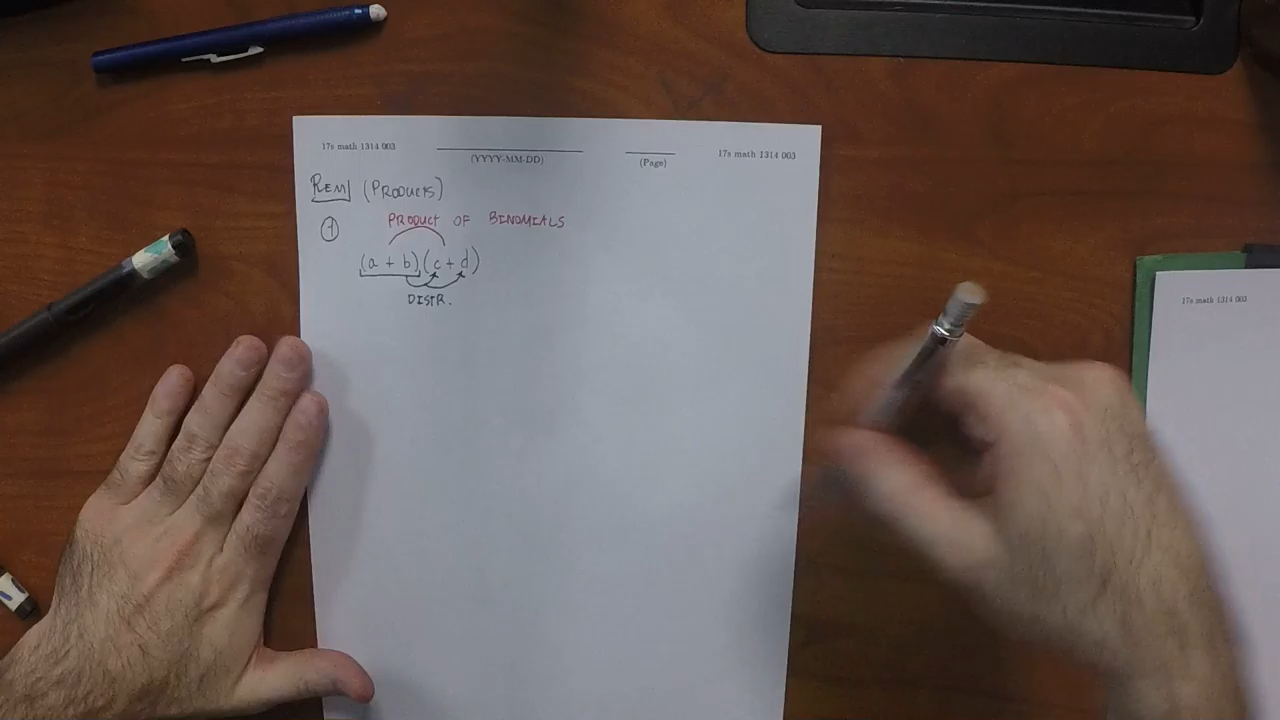 17s math 1314 003 (YYYY-MM-DD) (Page) 17s math 1314 003
REM (PRODUCTS)
1 PRODUCT OF BINOMIALS
(a + b)(c + d)
DISTR.
17s math 1314 003